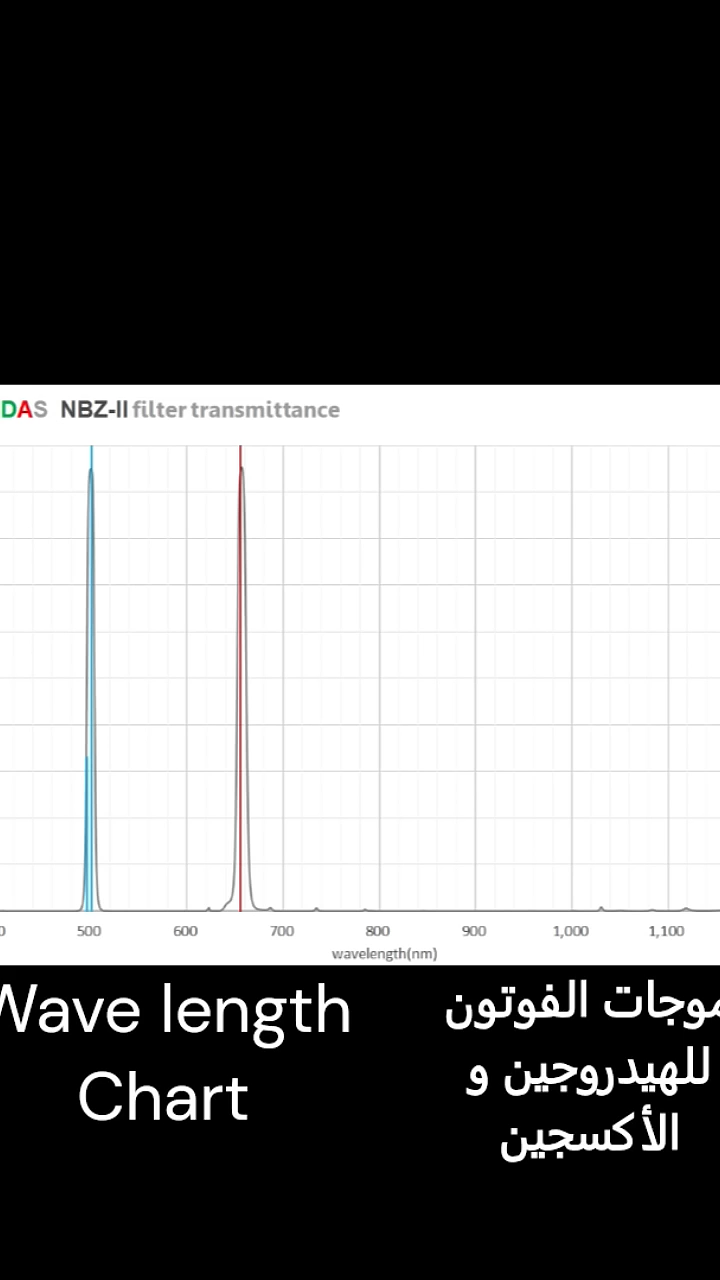 DAS NBZ-II filter transmittance
0 500 600 700 800 900 1,000 1,100
wavelength(nm)
Wave length
Chart
موجات الفوتون
للهيدروجين و
الأكسجين